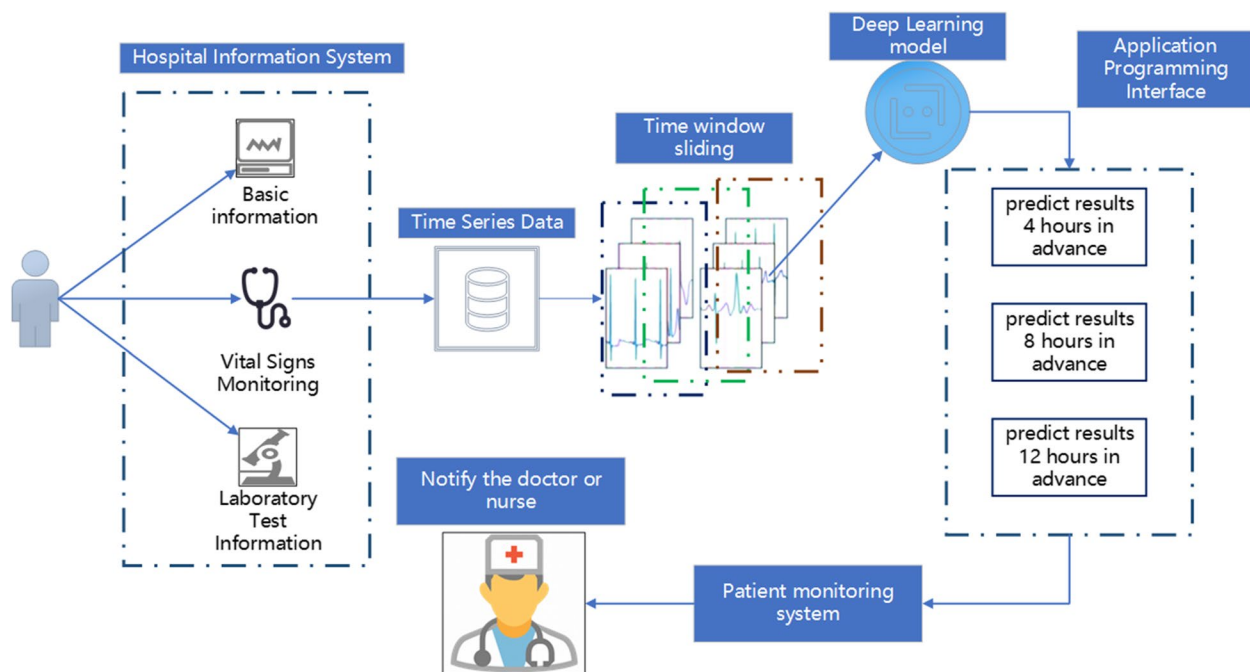 Hospital Information System
Basic
information
Vital Signs
Monitoring
Laboratory
Test
Information
Time Series Data
Time window
sliding
Deep Learning
model
Application
Programming
Interface
predict results
4 hours in
advance
predict results
8 hours in
advance
predict results
12 hours in
advance
Patient monitoring
system
Notify the doctor or
nurse